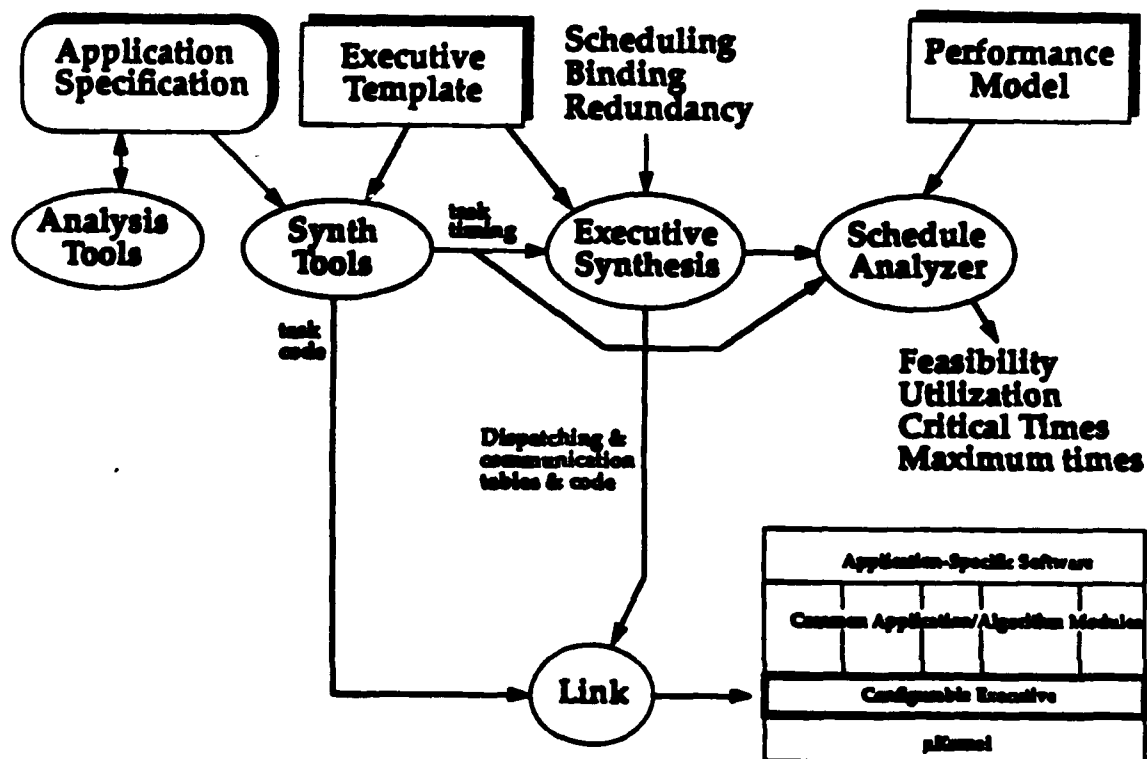 Application
Specification
Executive
Template
Scheduling
Binding
Redundancy
Performance
Model
Analysis
Tools
Synth
Tools
task
timing
Executive
Synthesis
Schedule
Analyzer
task
code
Feasibility
Utilization
Critical Times
Maximum times
Dispatching &
communication
tables & code
Application-Specific Software
Common Application/Algorithm Modules
Link
Configurable Executive
µKernel